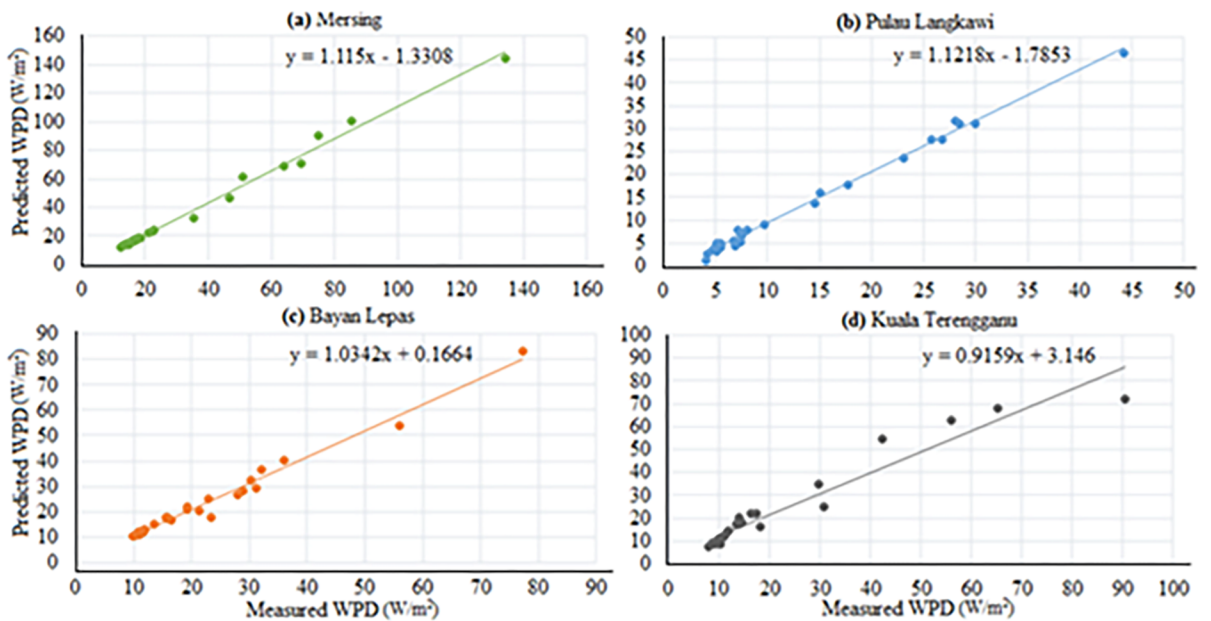 (a) Mersing
(b) Pulau Langkawi
160
140
120
100
80
60
40
20
0
Predicted WPD (W/m²)
y = 1.115x - 1.3308
0 20 40 60 80 100 120 140 160
50
45
40
35
30
25
20
15
10
5
0
y = 1.1218x - 1.7853
0 5 10 15 20 25 30 35 40 45 50
(c) Bayan Lepas
(d) Kuala Terengganu
90
80
70
60
50
40
30
20
10
0
Predicted WPD (W/m²)
y = 1.0342x + 0.1664
0 10 20 30 40 50 60 70 80 90
Measured WPD (W/m²)
100
90
80
70
60
50
40
30
20
10
0
y = 0.9159x + 3.146
0 10 20 30 40 50 60 70 80 90 100
Measured WPD (W/m²)